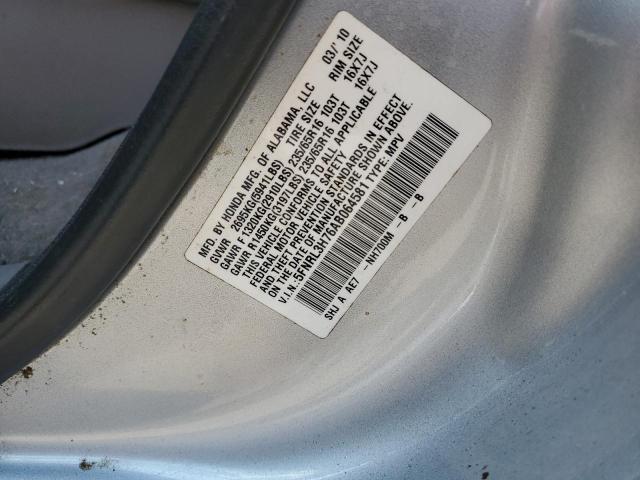 MFD. BY HONDA MFG. OF ALABAMA, LLC 03/'10
GVWR 2695KG(5941LBS) TIRE SIZE RIM SIZE
GAWR F 1320KG(2910LBS) 235/65R16 103T 16X7J
GAWR R 1450KG(3197LBS) 235/65R16 103T 16X7J
THIS VEHICLE CONFORMS TO ALL APPLICABLE
FEDERAL MOTOR VEHICLE SAFETY
AND THEFT PREVENTION STANDARDS IN EFFECT
ON THE DATE OF MANUFACTURE SHOWN ABOVE.
V.I.N.:5FNRL3H76AB064581 TYPE: MPV
SHJ A AE7 -NH700M -B -B